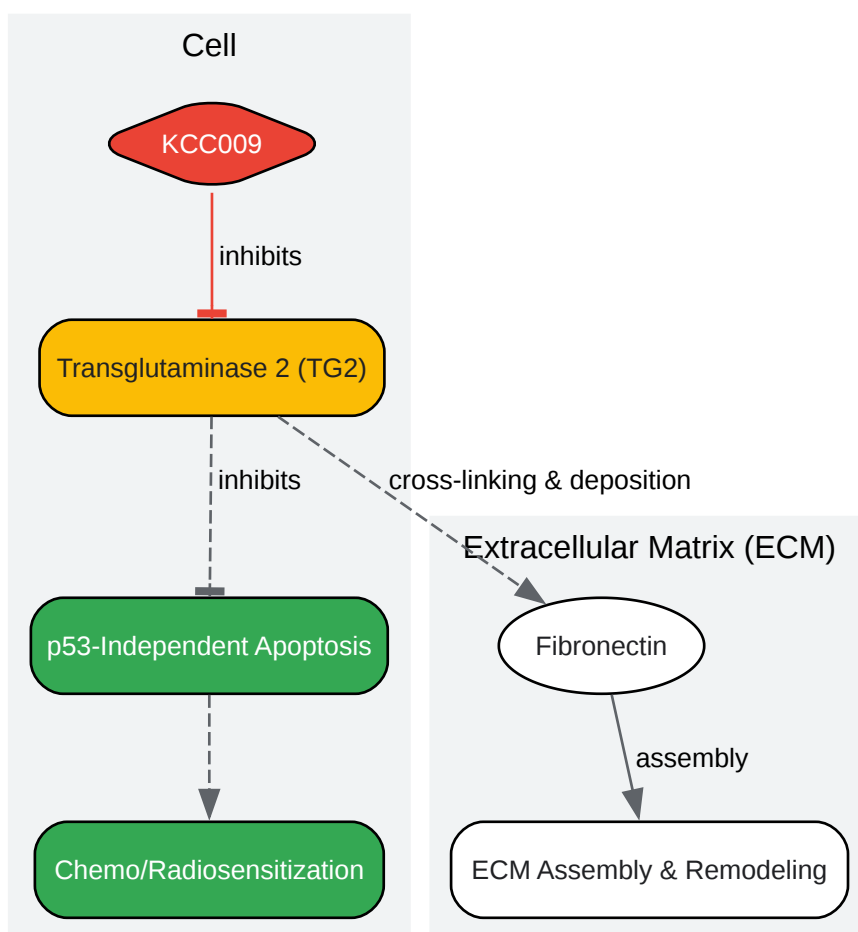 Cell
KCC009
inhibits
Transglutaminase 2 (TG2)
inhibits
cross-linking & deposition
Extracellular Matrix (ECM)
p53-Independent Apoptosis
Fibronectin
assembly
Chemo/Radiosensitization
ECM Assembly & Remodeling